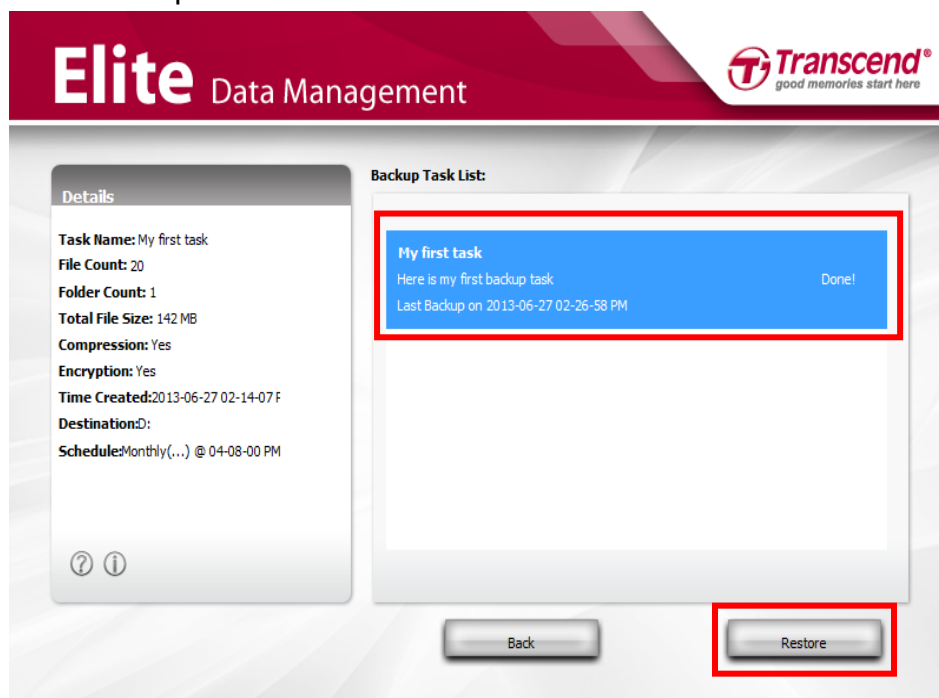 Elite Data Management
Transcend®
good memories start here
Details
Task Name: My first task
File Count: 20
Folder Count: 1
Total File Size: 142 MB
Compression: Yes
Encryption: Yes
Time Created:2013-06-27 02-14-07 F
Destination:D:
Schedule:Monthly(...) @ 04-08-00 PM
Backup Task List:
My first task
Here is my first backup task Done!
Last Backup on 2013-06-27 02-26-58 PM
Back
Restore